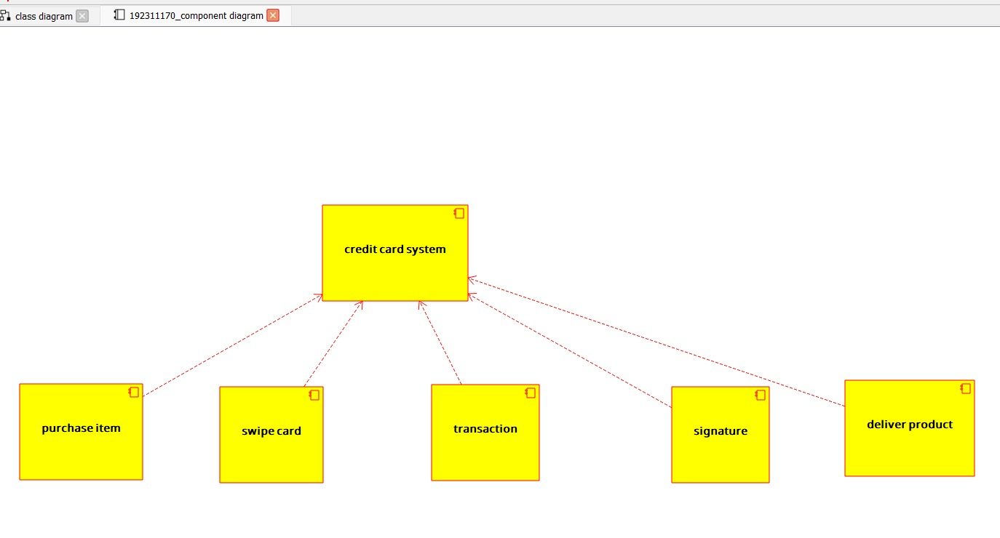 class diagram
192311170_component diagram
credit card system
purchase item
swipe card
transaction
signature
deliver product